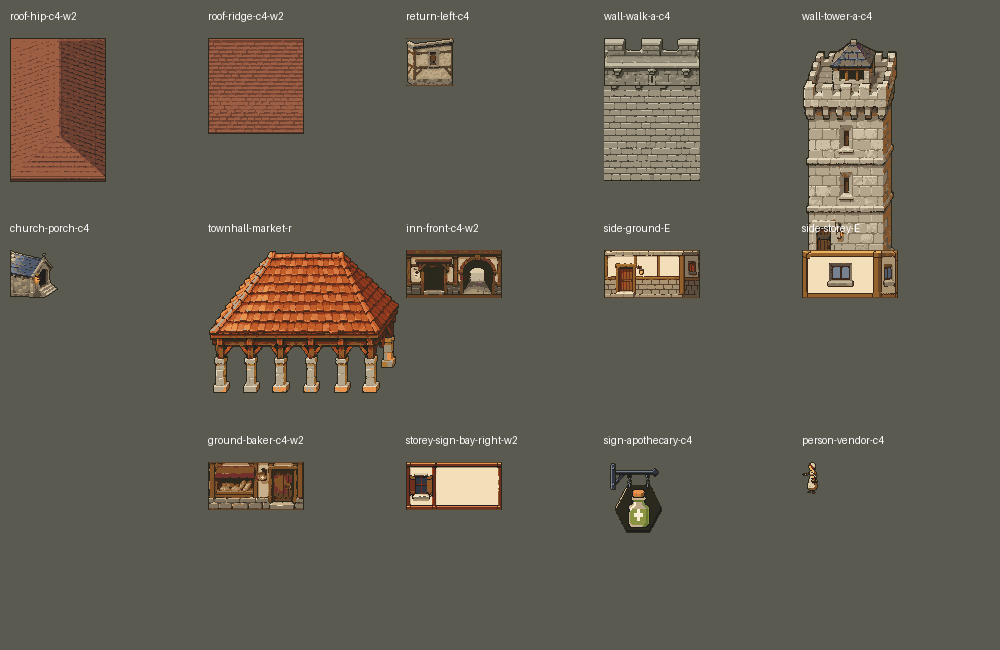 roof-hip-c4-w2
roof-ridge-c4-w2
return-left-c4
wall-walk-a-c4
wall-tower-a-c4
church-porch-c4
townhall-market-r
inn-front-c4-w2
side-ground-E
side-storey-E
ground-baker-c4-w2
storey-sign-bay-right-w2
sign-apothecary-c4
person-vendor-c4